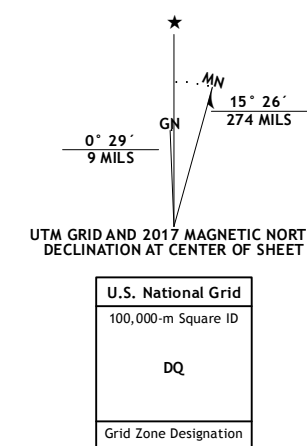 ★
MN
GN
15° 26´
274 MILS
0° 29´
9 MILS
UTM GRID AND 2017 MAGNETIC NORT
DECLINATION AT CENTER OF SHEET
U.S. National Grid
100,000-m Square ID
DQ
Grid Zone Designation